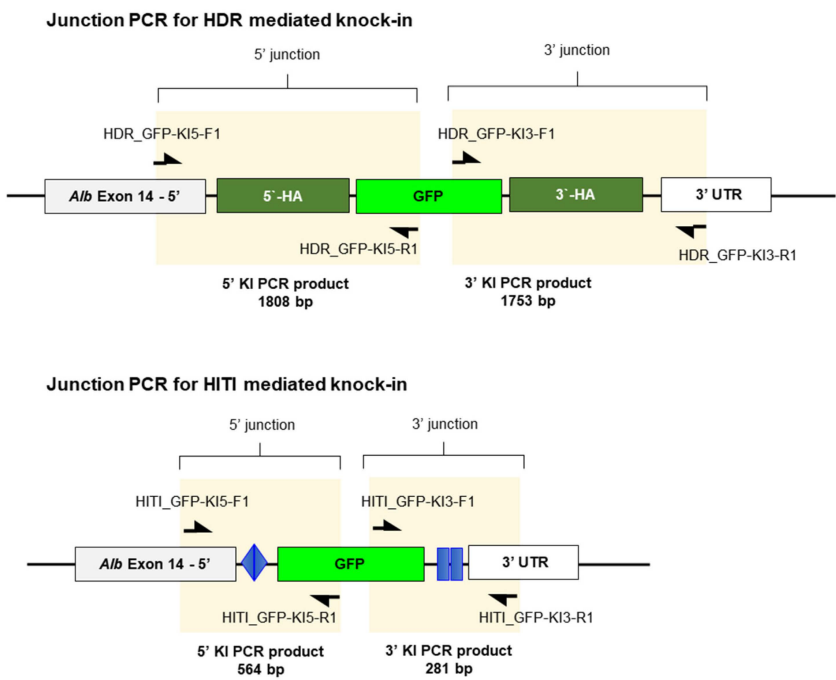 Junction PCR for HDR mediated knock-in
5’ junction
3’ junction
HDR_GFP-KI5-F1
HDR_GFP-KI3-F1
Alb Exon 14 - 5’
5`-HA
GFP
3`-HA
3’ UTR
HDR_GFP-KI5-R1
HDR_GFP-KI3-R1
5’ KI PCR product
1808 bp
3’ KI PCR product
1753 bp
Junction PCR for HITI mediated knock-in
5’ junction
3’ junction
HITI_GFP-KI5-F1
HITI_GFP-KI3-F1
Alb Exon 14 - 5’
GFP
3’ UTR
HITI_GFP-KI5-R1
HITI_GFP-KI3-R1
5’ KI PCR product
564 bp
3’ KI PCR product
281 bp